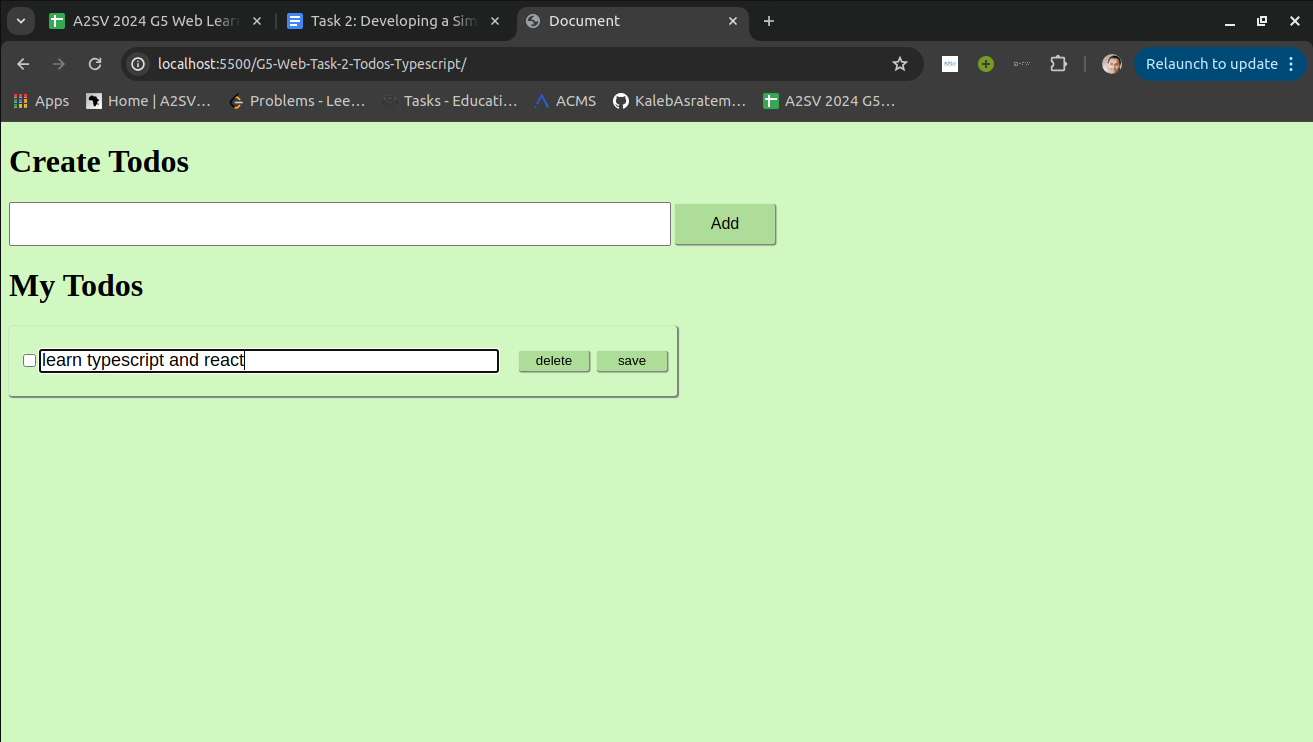 A2SV 2024 G5 Web Lear
Task 2: Developing a Sim
Document
localhost:5500/G5-Web-Task-2-Todos-Typescript/
Relaunch to update
Apps
Home | A2SV…
Problems - Lee…
Tasks - Educati…
ACMS
KalebAsratem…
A2SV 2024 G5…
Create Todos
Add
My Todos
learn typescript and react
delete
save